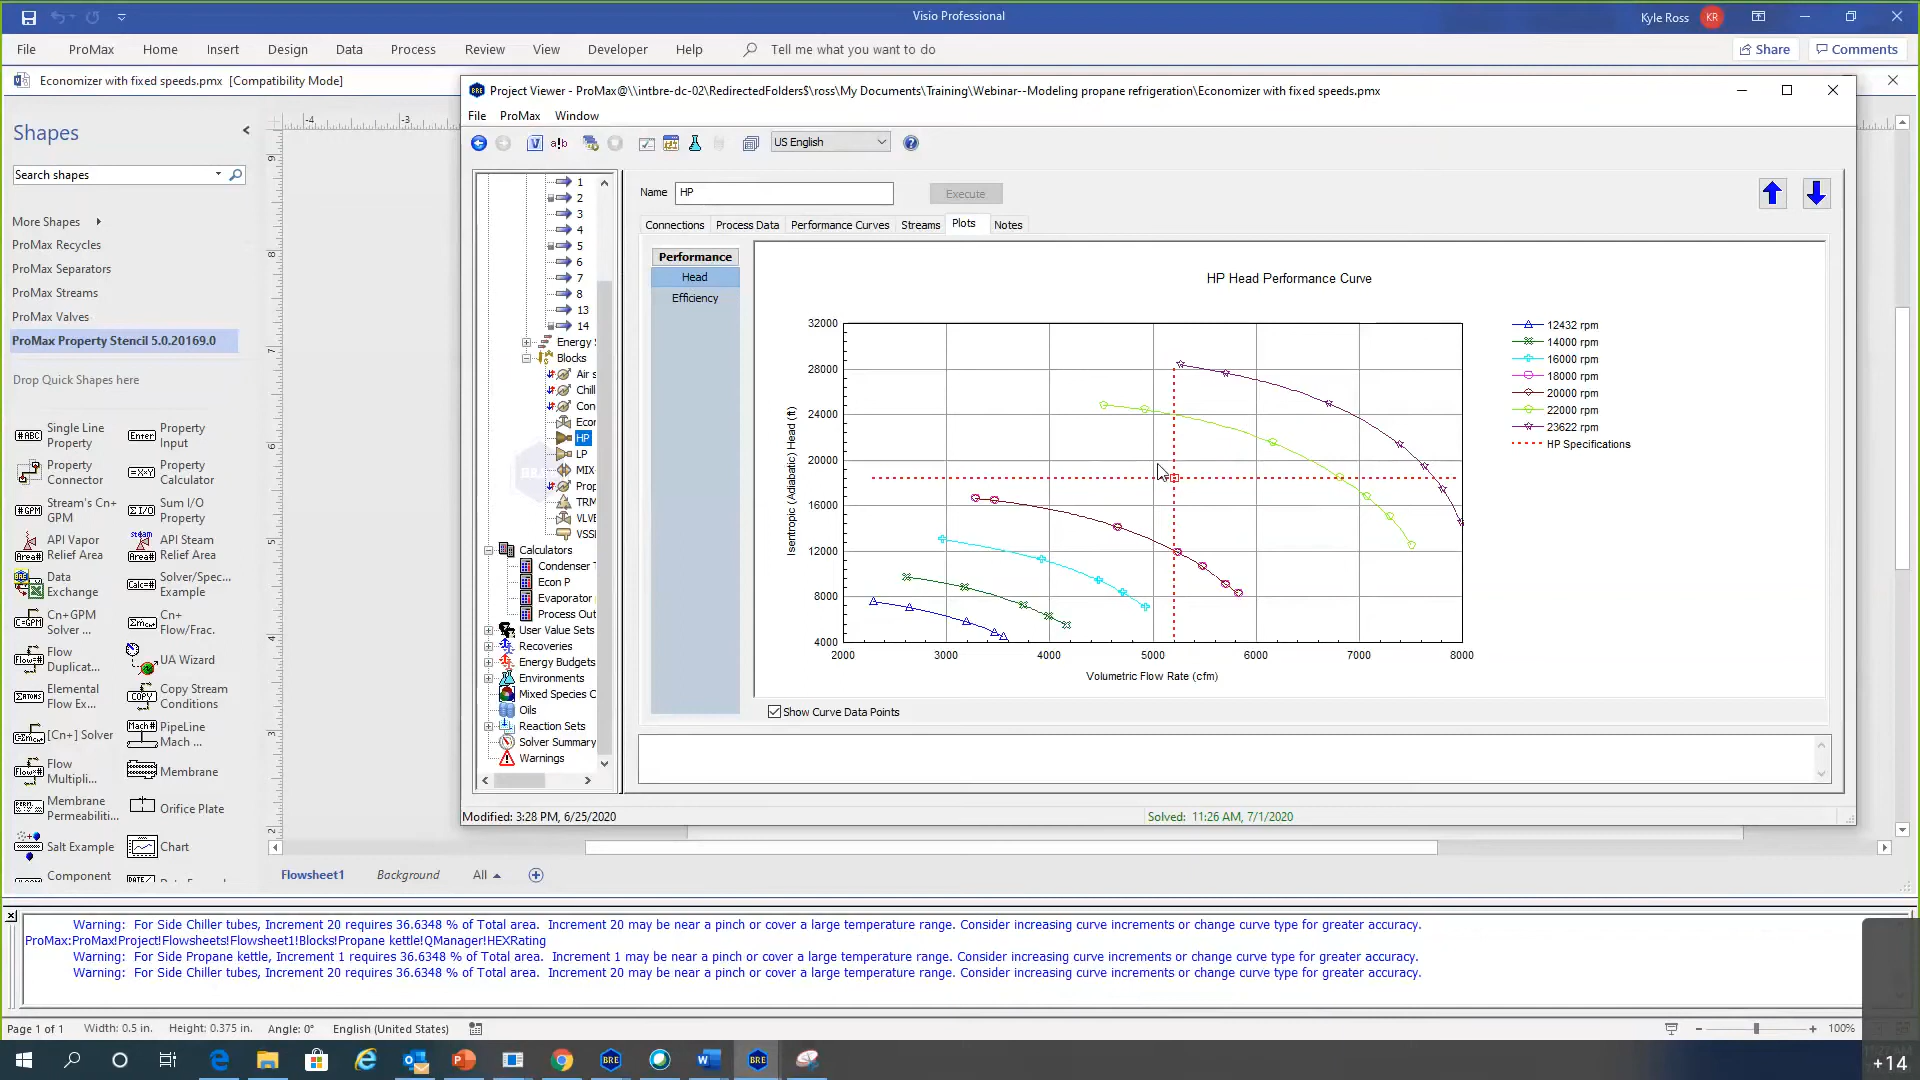 Visio Professional
Kyle Ross KR
File ProMax Home Insert Design Data Process Review View Developer Help Tell me what you want to do Share Comments
Economizer with fixed speeds.pmx [Compatibility Mode]
Project Viewer - ProMax@\\intbre-dc-02\RedirectedFolders$\ross\My Documents\Training\Webinar--Modeling propane refrigeration\Economizer with fixed speeds.pmx
File ProMax Window
US English
Shapes
Search shapes
More Shapes
ProMax Recycles
ProMax Separators
ProMax Streams
ProMax Valves
ProMax Property Stencil 5.0.20169.0
Drop Quick Shapes here
Single Line Property
Property Input
Property Connector
Property Calculator
Stream's Cn+ GPM
Sum I/O Property
API Vapor Relief Area
API Steam Relief Area
Data Exchange
Solver/Spec... Example
Cn+GPM Solver ...
Cn+ Flow/Frac.
Flow Duplicat...
UA Wizard
Elemental Flow Ex...
Copy Stream Conditions
[Cn+] Solver
PipeLine Mach ...
Flow Multipli...
Membrane
Membrane Permeabiliti...
Orifice Plate
Salt Example
Chart
Component
-4 -3
9
8
7
4
3
2
1
2
3
4
5
6
7
8
13
14
Energy S
Blocks
Air s
Chill
Con
Ecor
HP
LP
MIX
Prop
TRM
VLVE
VSSI
Calculators
Condenser T
Econ P
Evaporator
Process Out
User Value Sets
Recoveries
Energy Budgets
Environments
Mixed Species C
Oils
Reaction Sets
Solver Summary
Warnings
Name HP Execute
Connections Process Data Performance Curves Streams Plots Notes
Performance
Head
Efficiency
HP Head Performance Curve
Isentropic (Adiabatic) Head (ft)
32000
28000
24000
20000
16000
12000
8000
4000
2000 3000 4000 5000 6000 7000 8000
Volumetric Flow Rate (cfm)
12432 rpm
14000 rpm
16000 rpm
18000 rpm
20000 rpm
22000 rpm
23622 rpm
HP Specifications
Show Curve Data Points
Modified: 3:28 PM, 6/25/2020
Solved: 11:26 AM, 7/1/2020
Flowsheet1 Background All
Warning: For Side Chiller tubes, Increment 20 requires 36.6348 % of Total area. Increment 20 may be near a pinch or cover a large temperature range. Consider increasing curve increments or change curve type for greater accuracy.
ProMax:ProMax!Project!Flowsheets!Flowsheet1!Blocks!Propane kettle!QManager!HEXRating
Warning: For Side Propane kettle, Increment 1 requires 36.6348 % of Total area. Increment 1 may be near a pinch or cover a large temperature range. Consider increasing curve increments or change curve type for greater accuracy.
Warning: For Side Chiller tubes, Increment 20 requires 36.6348 % of Total area. Increment 20 may be near a pinch or cover a large temperature range. Consider increasing curve increments or change curve type for greater accuracy.
Page 1 of 1 Width: 0.5 in. Height: 0.375 in. Angle: 0° English (United States) 100%
+14